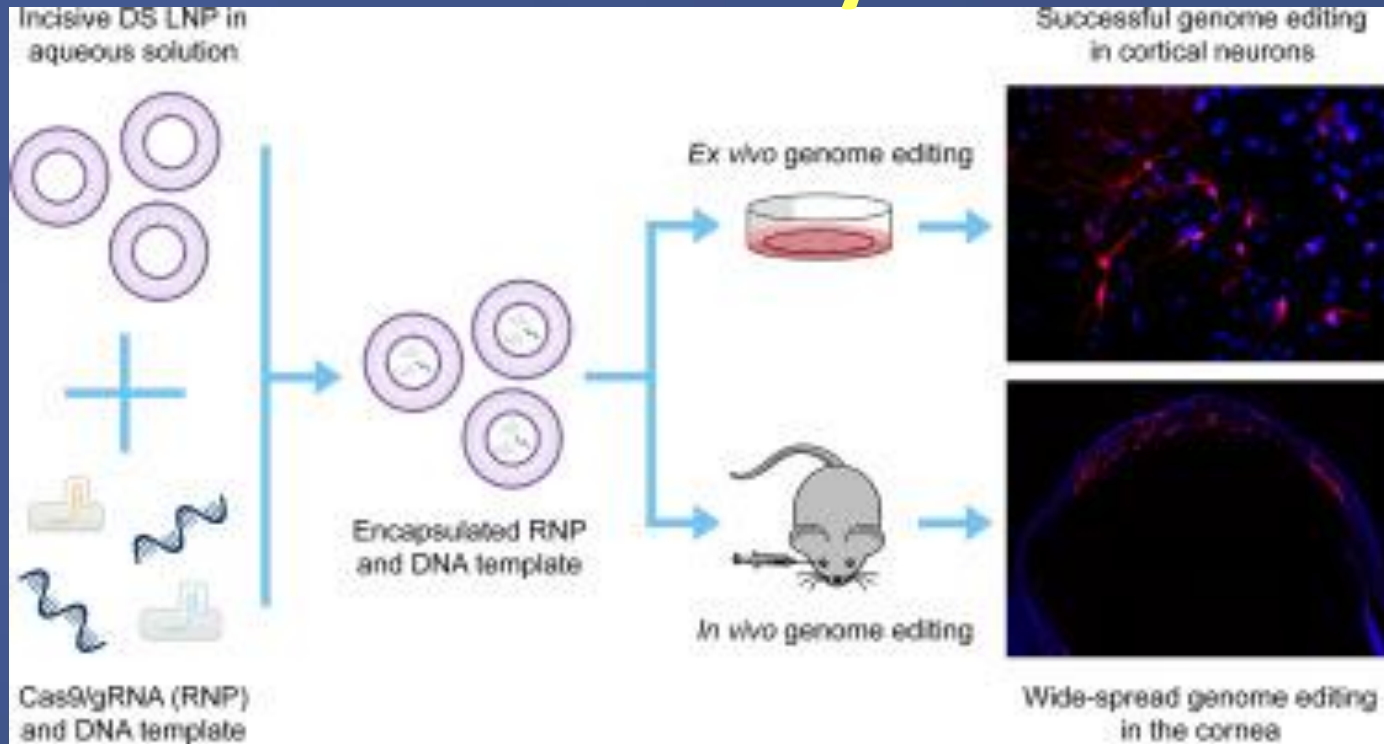 Incisive DS LNP in
aqueous solution
Cas9/gRNA (RNP)
and DNA template
Encapsulated RNP
and DNA template
Ex vivo genome editing
In vivo genome editing
Successful genome editing
in cortical neurons
Wide-spread genome editing
in the cornea